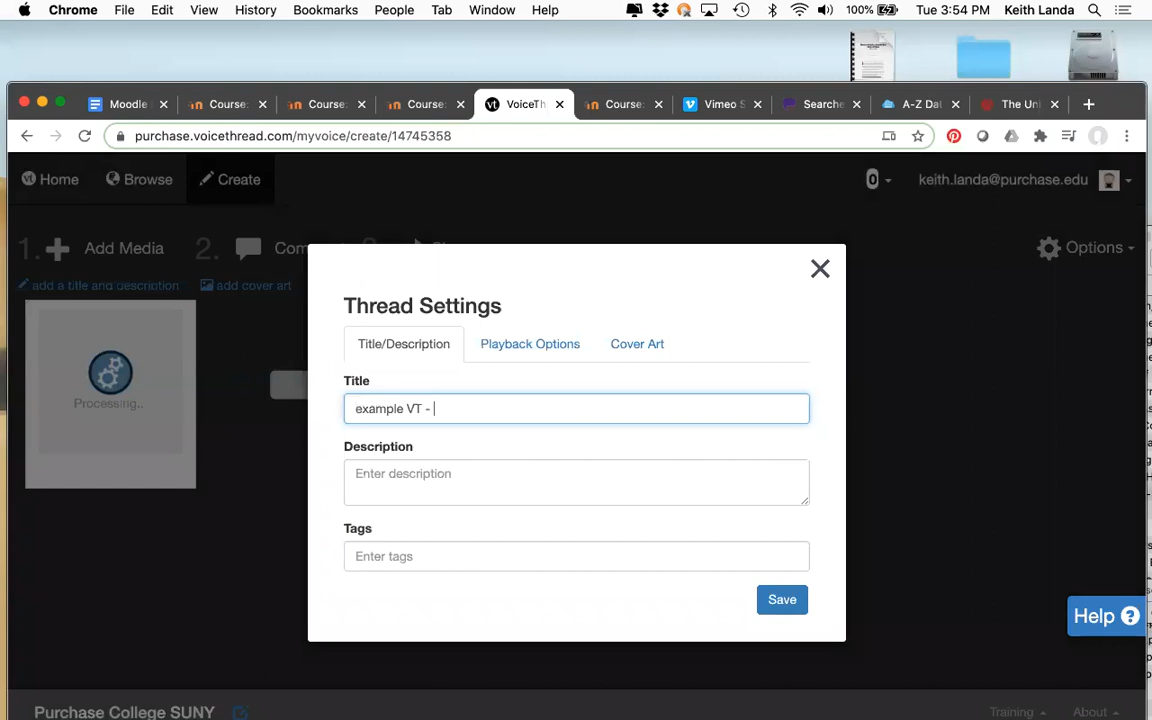 Chrome File Edit View History Bookmarks People Tab Window Help 100% Tue 3:54 PM Keith Landa
Moodle Course: Course: Course: VoiceTh Course: Vimeo S Searche A-Z Dat The Uni
purchase.voicethread.com/myvoice/create/14745358
Home Browse Create 0 keith.landa@purchase.edu
1. Add Media 2. Com Options
add a title and description add cover art
Processing..
Thread Settings
Title/Description Playback Options Cover Art
Title
example VT -
Description
Enter description
Tags
Enter tags
Save
Help ?
Purchase College SUNY Training About